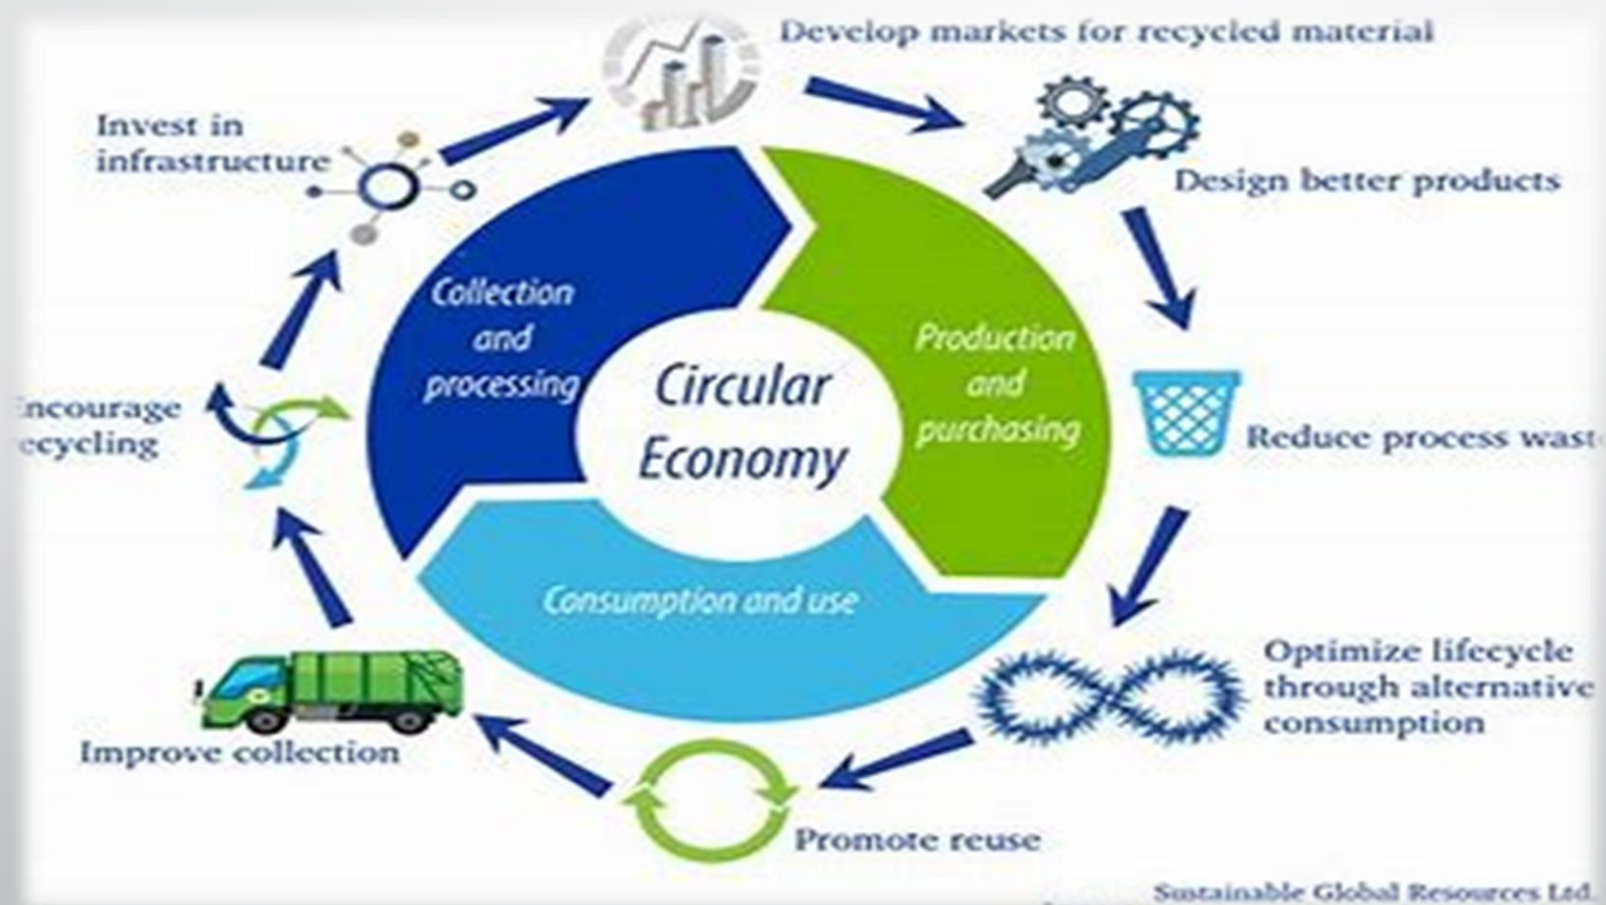 Develop markets for recycled material
Invest in
infrastructure
Design better products
Collection
and
processing
Production
and
purchasing
Circular
Economy
ncourage
ecycling
Reduce process wast
Consumption and use
Optimize lifecycle
through alternative
consumption
Improve collection
Promote reuse
Sustainable Global Resources Ltd.